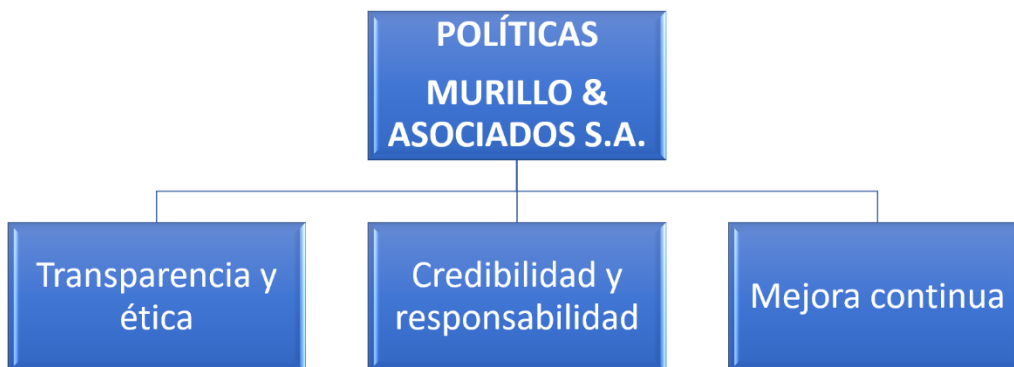 POLÍTICAS
MURILLO &
ASOCIADOS S.A.
Transparencia y
ética
Credibilidad y
responsabilidad
Mejora continua